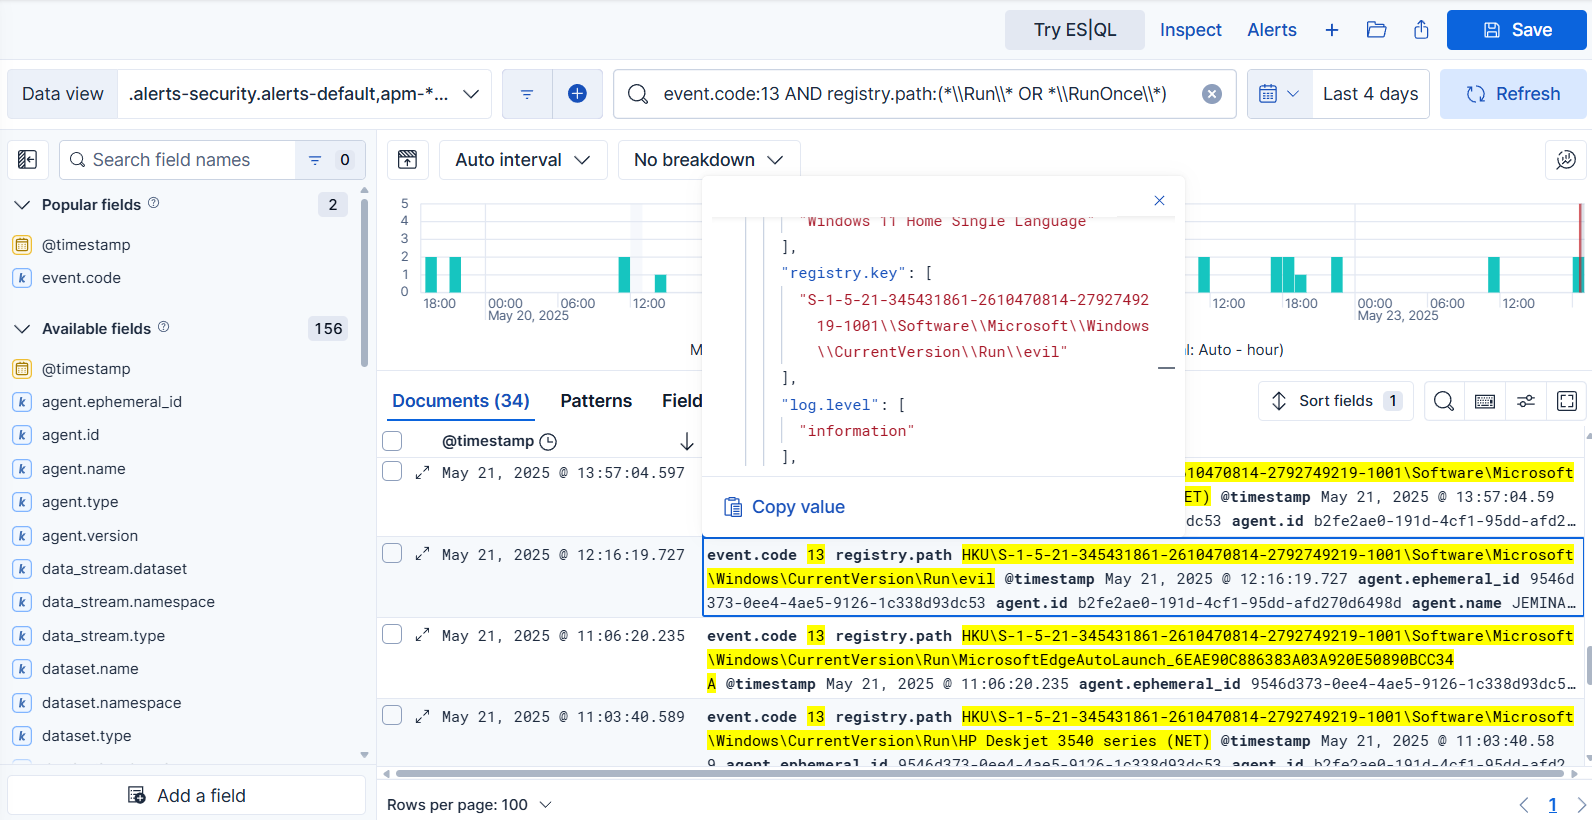 Try ES|QL Inspect Alerts + Save
Data view .alerts-security.alerts-default,apm-*... event.code:13 AND registry.path:(*\\Run\\* OR *\\RunOnce\\*) Last 4 days Refresh
Search field names 0 Auto interval No breakdown
Popular fields 2
@timestamp
event.code
Available fields 156
@timestamp
agent.ephemeral_id
agent.id
agent.name
agent.type
agent.version
data_stream.dataset
data_stream.namespace
data_stream.type
dataset.name
dataset.namespace
dataset.type
Add a field
5
4
3
2
1
0
18:00 00:00 06:00 12:00 12:00 18:00 00:00 06:00 12:00
May 20, 2025 May 23, 2025
M l: Auto - hour)
"Windows 11 Home Single Language"
],
"registry.key": [
"S-1-5-21-345431861-2610470814-27927492
19-1001\\Software\\Microsoft\\Windows
\\CurrentVersion\\Run\\evil"
],
"log.level": [
"information"
],
Copy value
Documents (34) Patterns Field Sort fields 1
@timestamp
May 21, 2025 @ 13:57:04.597 610470814-2792749219-1001\Software\Microsoft
ET) @timestamp May 21, 2025 @ 13:57:04.59
dc53 agent.id b2fe2ae0-191d-4cf1-95dd-afd2...
May 21, 2025 @ 12:16:19.727 event.code 13 registry.path HKU\S-1-5-21-345431861-2610470814-2792749219-1001\Software\Microsoft
\Windows\CurrentVersion\Run\evil @timestamp May 21, 2025 @ 12:16:19.727 agent.ephemeral_id 9546d
373-0ee4-4ae5-9126-1c338d93dc53 agent.id b2fe2ae0-191d-4cf1-95dd-afd270d6498d agent.name JEMINA...
May 21, 2025 @ 11:06:20.235 event.code 13 registry.path HKU\S-1-5-21-345431861-2610470814-2792749219-1001\Software\Microsoft
\Windows\CurrentVersion\Run\MicrosoftEdgeAutoLaunch_6EAE90C886383A03A920E50890BCC34
A @timestamp May 21, 2025 @ 11:06:20.235 agent.ephemeral_id 9546d373-0ee4-4ae5-9126-1c338d93dc5...
May 21, 2025 @ 11:03:40.589 event.code 13 registry.path HKU\S-1-5-21-345431861-2610470814-2792749219-1001\Software\Microsoft
\Windows\CurrentVersion\Run\HP Deskjet 3540 series (NET) @timestamp May 21, 2025 @ 11:03:40.58
9 agent.ephemeral_id 9546d373-0ee4-4ae5-9126-1c338d93dc53 agent.id b2fe2ae0-191d-4cf1-95dd-afd2...
Rows per page: 100 1